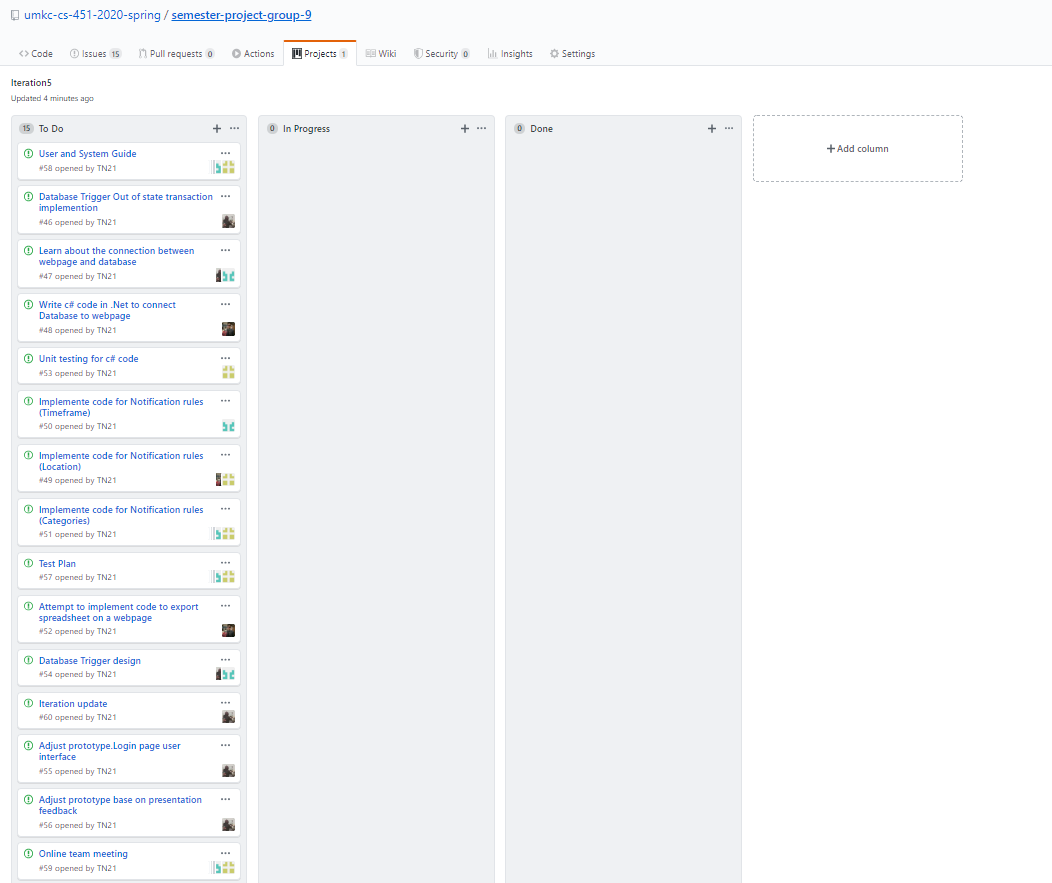 umkc-cs-451-2020-spring / semester-project-group-9
Code Issues 15 Pull requests 0 Actions Projects 1 Wiki Security 0 Insights Settings
Iteration5
Updated 4 minutes ago
15 To Do
User and System Guide
#58 opened by TN21
Database Trigger Out of state transaction
implemention
#46 opened by TN21
Learn about the connection between
webpage and database
#47 opened by TN21
Write c# code in .Net to connect
Database to webpage
#48 opened by TN21
Unit testing for c# code
#53 opened by TN21
Implemente code for Notification rules
(Timeframe)
#50 opened by TN21
Implemente code for Notification rules
(Location)
#49 opened by TN21
Implemente code for Notification rules
(Categories)
#51 opened by TN21
Test Plan
#57 opened by TN21
Attempt to implement code to export
spreadsheet on a webpage
#52 opened by TN21
Database Trigger design
#54 opened by TN21
Iteration update
#60 opened by TN21
Adjust prototype.Login page user
interface
#55 opened by TN21
Adjust prototype base on presentation
feedback
#56 opened by TN21
Online team meeting
#59 opened by TN21
0 In Progress
0 Done
Add column